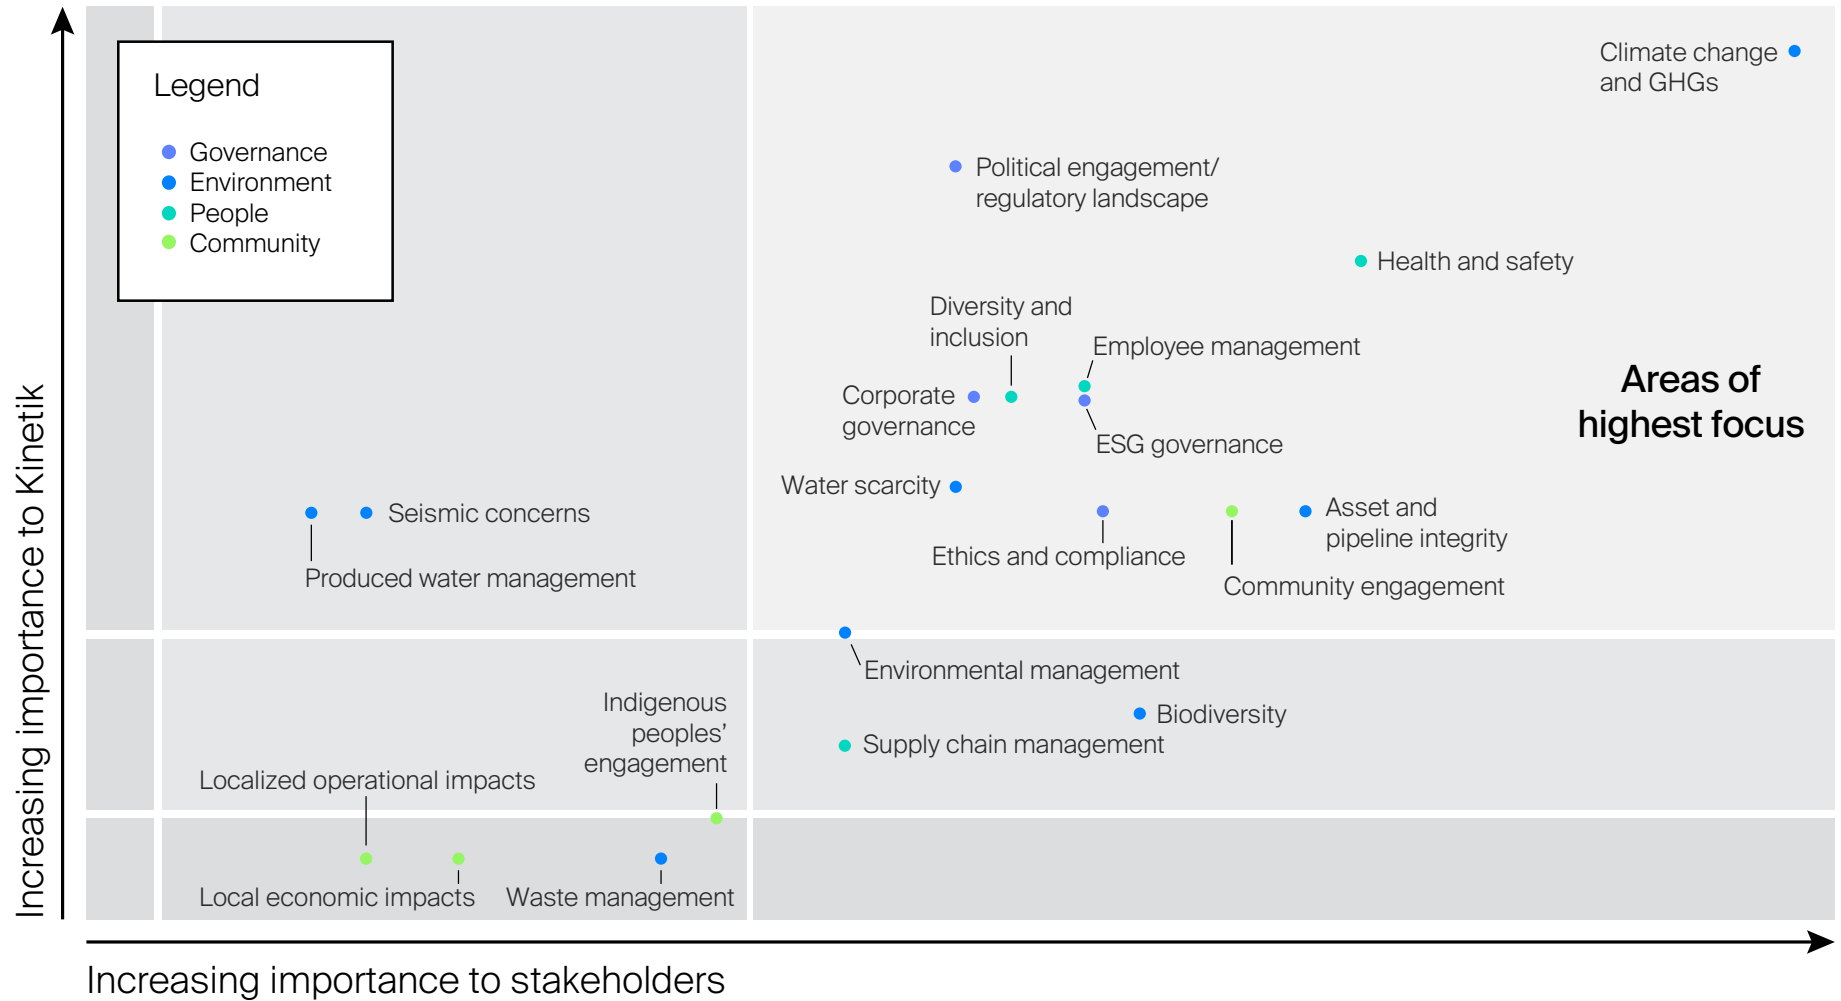 Legend
Governance
Environment
People
Community
Climate change
and GHGs
Political engagement/
regulatory landscape
Health and safety
Diversity and
inclusion
Employee management
Corporate
governance
ESG governance
Areas of
highest focus
Water scarcity
Seismic concerns
Produced water management
Ethics and compliance
Asset and
pipeline integrity
Community engagement
Environmental management
Biodiversity
Supply chain management
Indigenous
peoples’
engagement
Localized operational impacts
Local economic impacts
Waste management
Increasing importance to Kinetik
Increasing importance to stakeholders